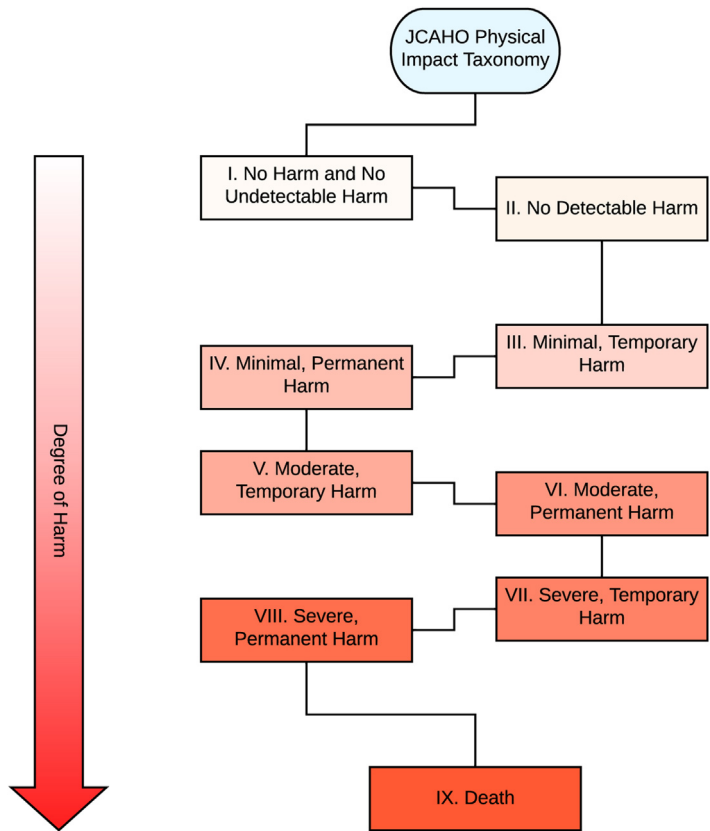 JCAHO Physical
Impact Taxonomy
I. No Harm and No
Undetectable Harm
II. No Detectable Harm
III. Minimal, Temporary
Harm
IV. Minimal, Permanent
Harm
V. Moderate,
Temporary Harm
VI. Moderate,
Permanent Harm
VII. Severe, Temporary
Harm
VIII. Severe,
Permanent Harm
IX. Death
Degree of Harm